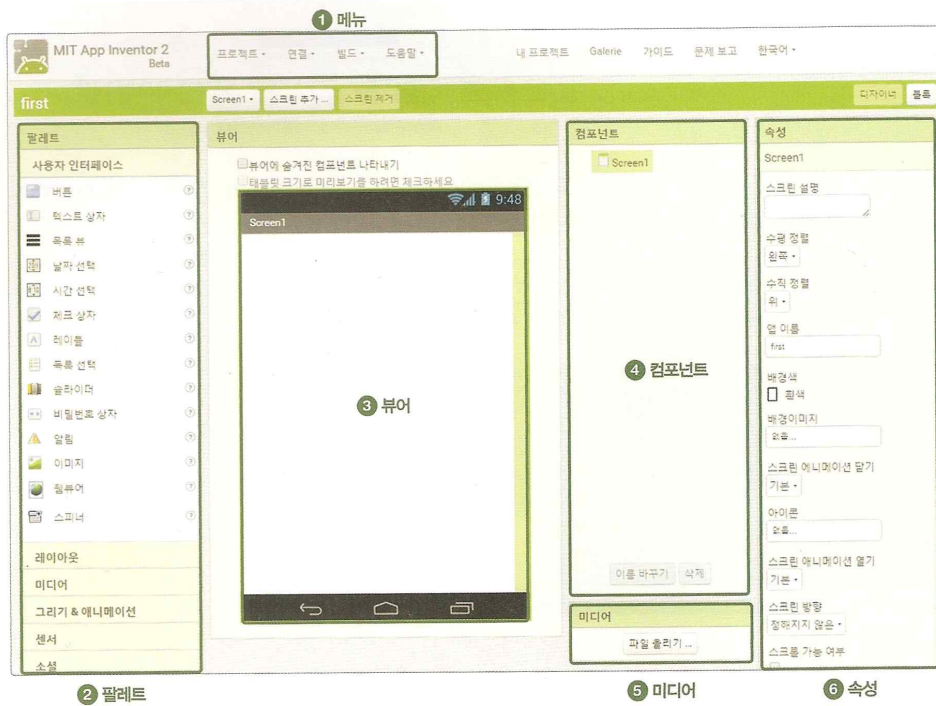 ❶ 메뉴
MIT App Inventor 2
Beta
프로젝트 연결 빌드 도움말
내 프로젝트 Galerie 가이드 문제 보고 한국어
first
Screen1 스크린 추가 ... 스크린 제거
디자이너 블록
팔레트
사용자 인터페이스
버튼
텍스트 상자
목록 뷰
날짜 선택
시간 선택
체크 상자
레이블
목록 선택
슬라이더
비밀번호 상자
알림
이미지
웹뷰어
스피너
레이아웃
미디어
그리기 & 애니메이션
센서
소셜
❷ 팔레트
뷰어
뷰어에 숨겨진 컴포넌트 나타내기
태블릿 크기로 미리보기를 하려면 체크하세요
9:48
Screen1
❸ 뷰어
컴포넌트
Screen1
❹ 컴포넌트
이름 바꾸기 삭제
미디어
파일 올리기 ...
❺ 미디어
속성
Screen1
스크린 설명
수평 정렬
왼쪽
수직 정렬
위
앱 이름
first
배경색
흰색
배경이미지
없음...
스크린 애니메이션 닫기
기본
아이콘
없음...
스크린 애니메이션 열기
기본
스크린 방향
정해지지 않은
스크롤 가능 여부
❻ 속성